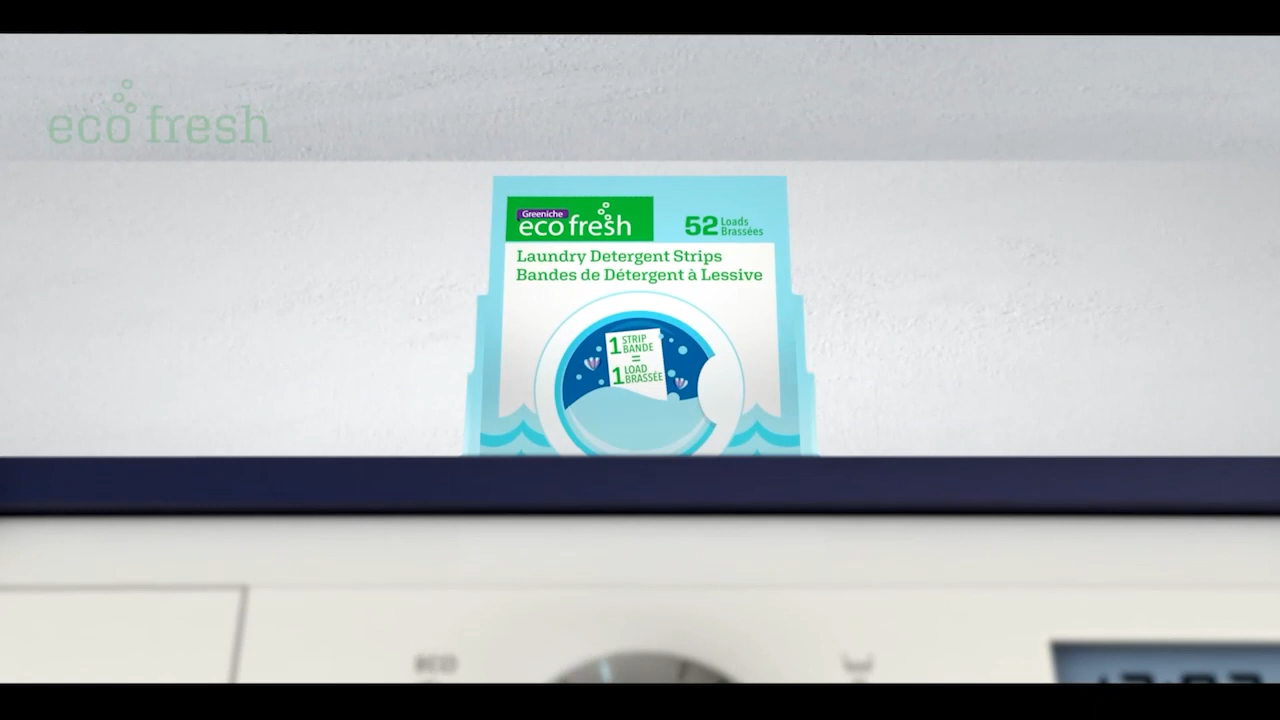 eco fresh
Greeniche
eco fresh
52 Loads
Brassées
Laundry Detergent Strips
Bandes de Détergent à Lessive
1 STRIP
BANDE
=
1 LOAD
BRASSÉE
ECO